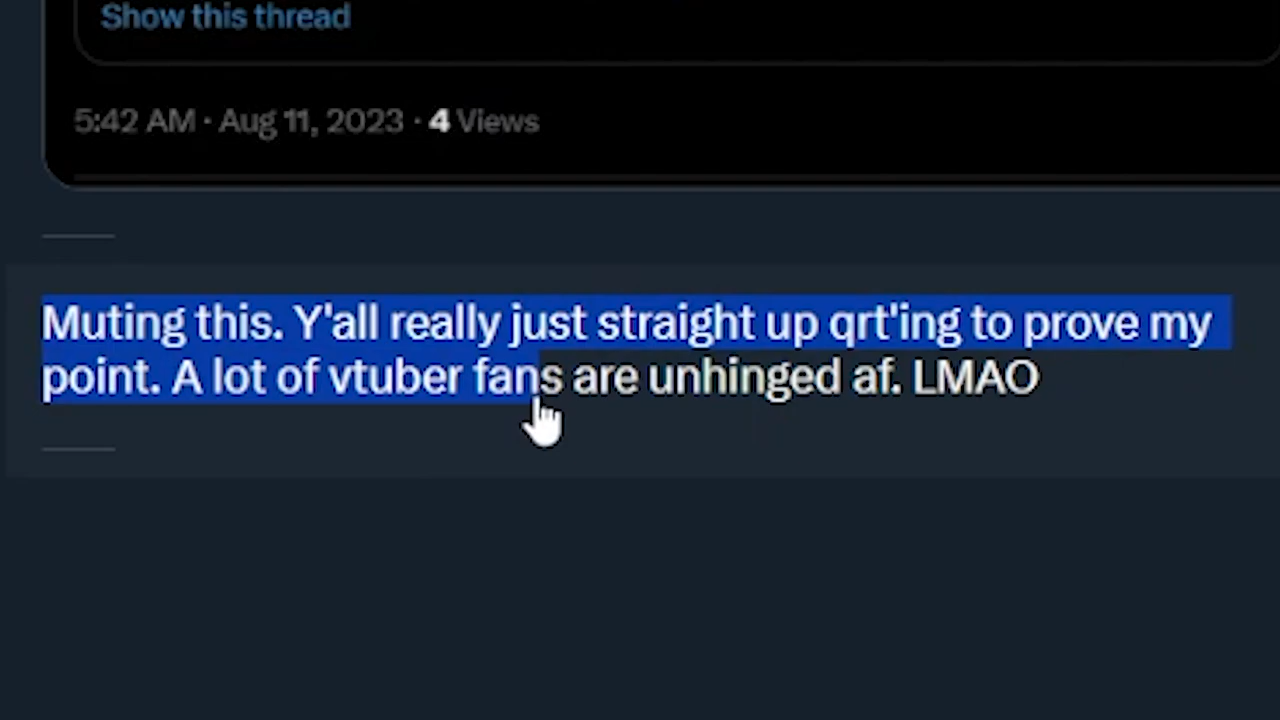 Show this thread
5:42 AM · Aug 11, 2023 · 4 Views
Muting this. Y'all really just straight up qrt'ing to prove my
point. A lot of vtuber fans are unhinged af. LMAO